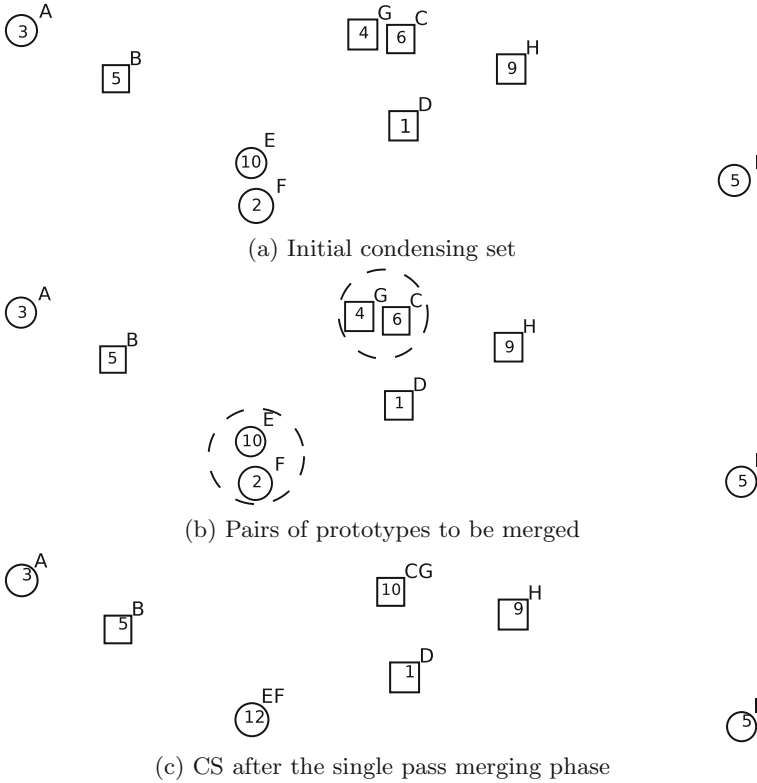 A
3
B
5
G
4
C
6
H
9
D
1
E
10
F
2
5
(a) Initial condensing set
A
3
B
5
G
4
C
6
H
9
D
1
E
10
F
2
5
(b) Pairs of prototypes to be merged
A
3
B
5
CG
10
H
9
D
1
EF
12
5
(c) CS after the single pass merging phase